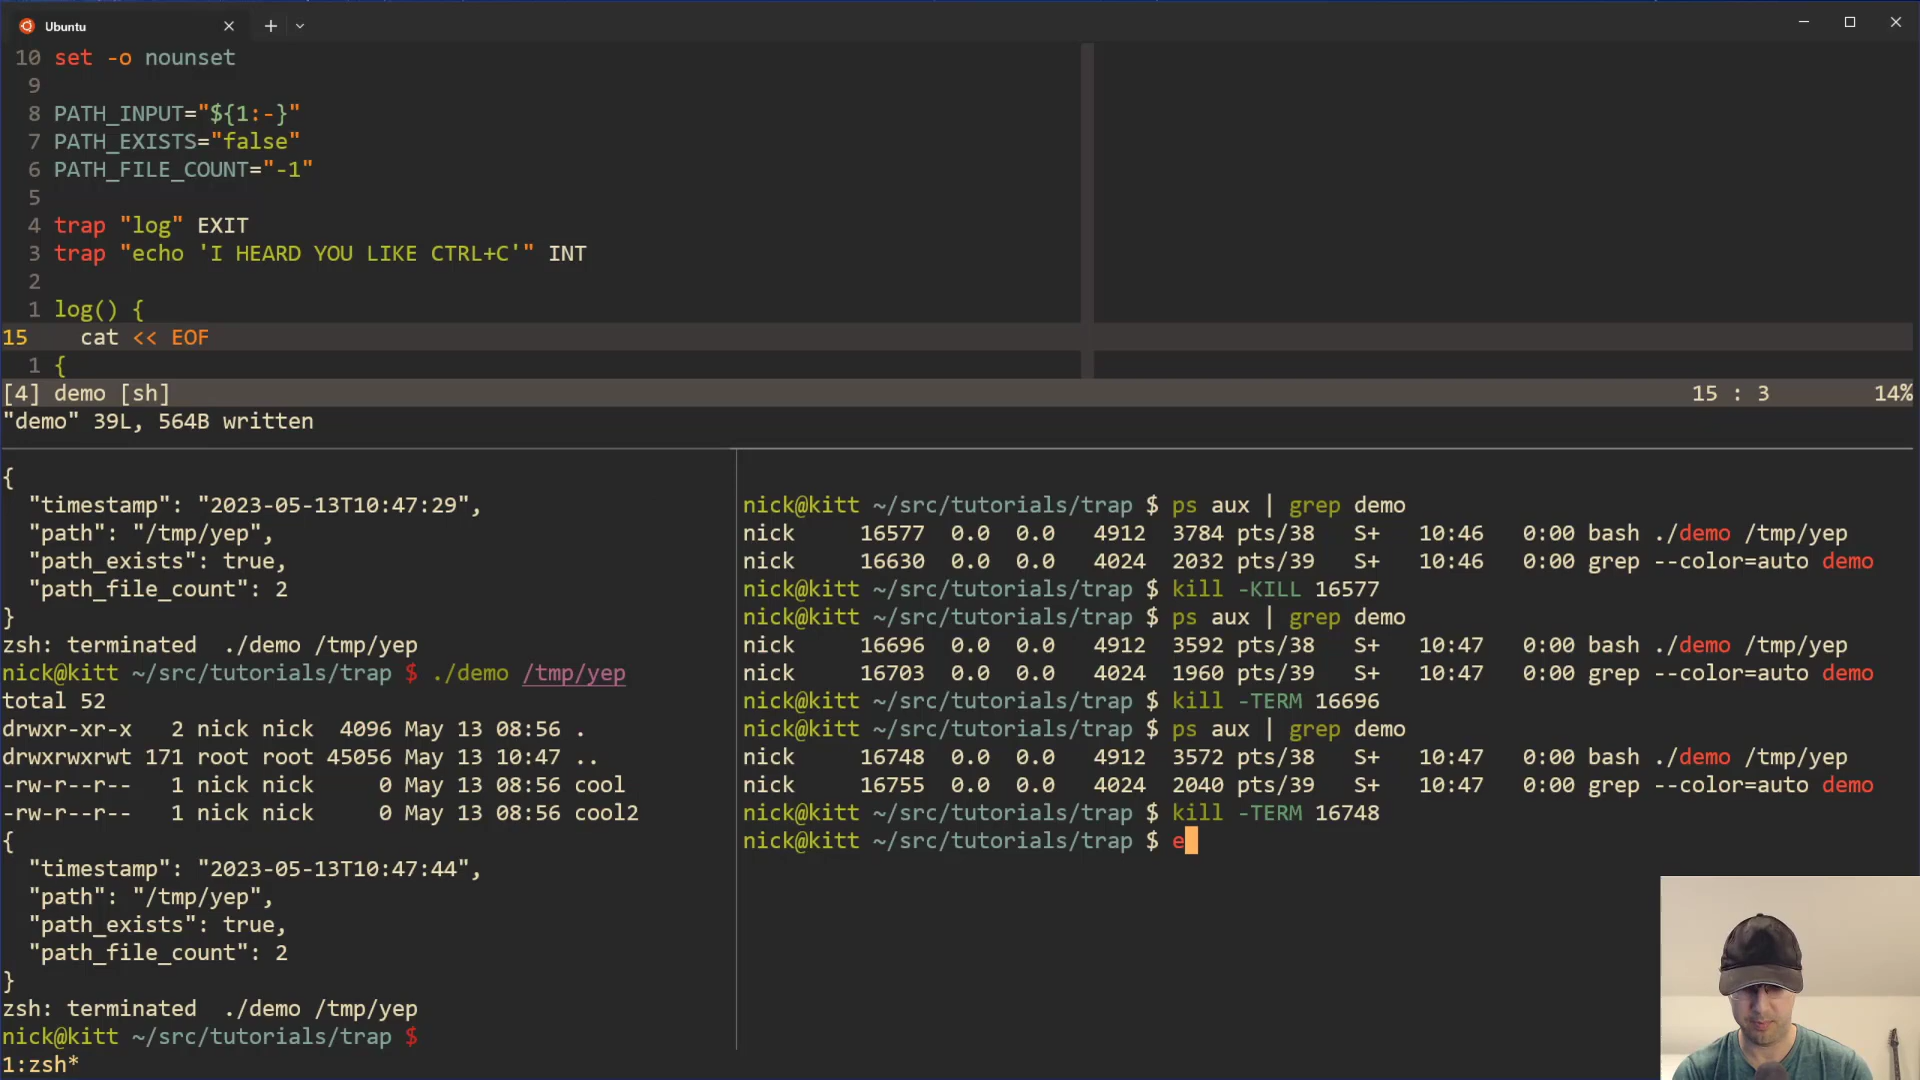 Ubuntu
10 set -o nounset
9
8 PATH_INPUT="${1:-}"
7 PATH_EXISTS="false"
6 PATH_FILE_COUNT="-1"
5
4 trap "log" EXIT
3 trap "echo 'I HEARD YOU LIKE CTRL+C'" INT
2
1 log() {
15 cat << EOF
1 {
[4] demo [sh] 15 : 3 14%
"demo" 39L, 564B written
{
"timestamp": "2023-05-13T10:47:29",
"path": "/tmp/yep",
"path_exists": true,
"path_file_count": 2
}
zsh: terminated ./demo /tmp/yep
nick@kitt ~/src/tutorials/trap $ ./demo /tmp/yep
total 52
drwxr-xr-x 2 nick nick 4096 May 13 08:56 .
drwxrwxrwt 171 root root 45056 May 13 10:47 ..
-rw-r--r-- 1 nick nick 0 May 13 08:56 cool
-rw-r--r-- 1 nick nick 0 May 13 08:56 cool2
{
"timestamp": "2023-05-13T10:47:44",
"path": "/tmp/yep",
"path_exists": true,
"path_file_count": 2
}
zsh: terminated ./demo /tmp/yep
nick@kitt ~/src/tutorials/trap $
nick@kitt ~/src/tutorials/trap $ ps aux | grep demo
nick 16577 0.0 0.0 4912 3784 pts/38 S+ 10:46 0:00 bash ./demo /tmp/yep
nick 16630 0.0 0.0 4024 2032 pts/39 S+ 10:46 0:00 grep --color=auto demo
nick@kitt ~/src/tutorials/trap $ kill -KILL 16577
nick@kitt ~/src/tutorials/trap $ ps aux | grep demo
nick 16696 0.0 0.0 4912 3592 pts/38 S+ 10:47 0:00 bash ./demo /tmp/yep
nick 16703 0.0 0.0 4024 1960 pts/39 S+ 10:47 0:00 grep --color=auto demo
nick@kitt ~/src/tutorials/trap $ kill -TERM 16696
nick@kitt ~/src/tutorials/trap $ ps aux | grep demo
nick 16748 0.0 0.0 4912 3572 pts/38 S+ 10:47 0:00 bash ./demo /tmp/yep
nick 16755 0.0 0.0 4024 2040 pts/39 S+ 10:47 0:00 grep --color=auto demo
nick@kitt ~/src/tutorials/trap $ kill -TERM 16748
nick@kitt ~/src/tutorials/trap $ e
1:zsh*